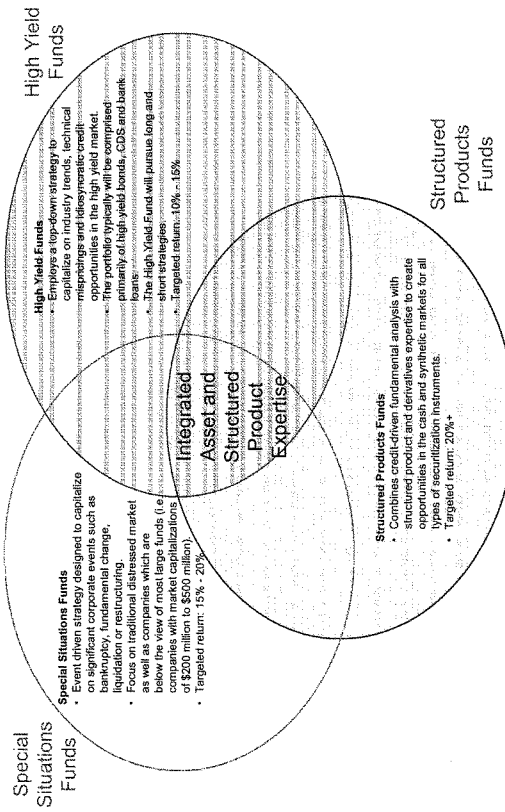 Special
Situations
Funds
High Yield
Funds
Structured
Products
Funds
Special Situations Funds
• Event driven strategy designed to capitalize
on significant corporate events such as
bankruptcy, fundamental change,
liquidation or restructuring.
• Focus on traditional distressed market
as well as companies which are
below the view of most large funds (i.e.
companies with market capitalizations
of $200 million to $500 million).
• Targeted return: 15% - 20%
High Yield Funds
• Employs a top-down strategy to
capitalize on industry trends, technical
mispricings and idiosyncratic credit
opportunities in the high yield market.
• The portfolio typically will be comprised
primarily of high yield bonds, CDS and bank
loans.
• The High Yield Fund will pursue long and
short strategies
• Targeted return: 10% - 15%
Integrated
Asset and
Structured
Product
Expertise
Structured Products Funds
• Combines credit-driven fundamental analysis with
structured product and derivatives expertise to create
opportunities in the cash and synthetic markets for all
types of securitization instruments.
• Targeted return: 20%+